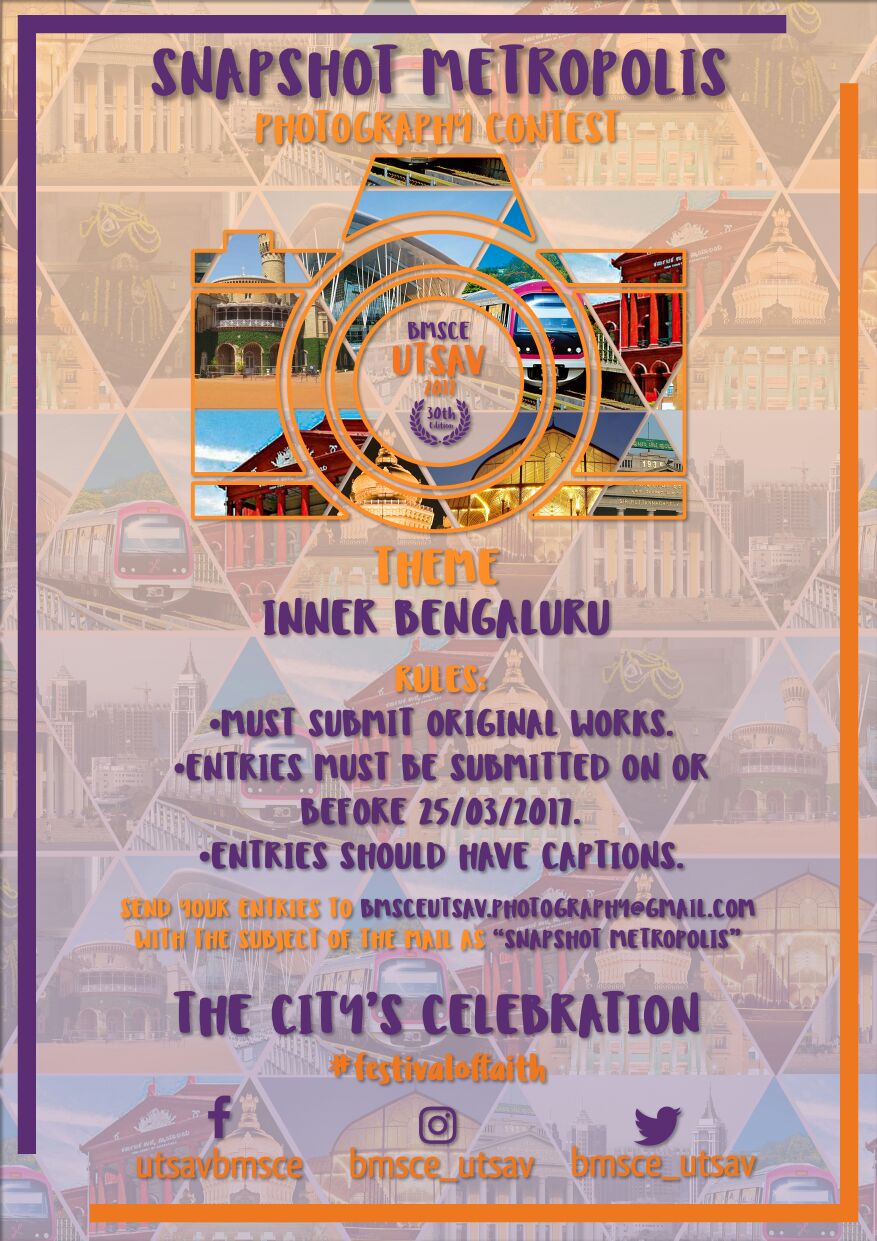 SNAPSHOT METROPOLIS
PHOTOGRAPHY CONTEST
BMSCE
UTSAV
2017
30th
Edition
THEME
INNER BENGALURU
RULES:
•MUST SUBMIT ORIGINAL WORKS.
•ENTRIES MUST BE SUBMITTED ON OR
BEFORE 25/03/2017.
•ENTRIES SHOULD HAVE CAPTIONS.
SEND YOUR ENTRIES TO BMSCEUTSAV.PHOTOGRAPHY@GMAIL.COM
WITH THE SUBJECT OF THE MAIL AS “SNAPSHOT METROPOLIS”
THE CITY’S CELEBRATION
#festivaloffaith
utsavbmsce bmsce_utsav bmsce_utsav